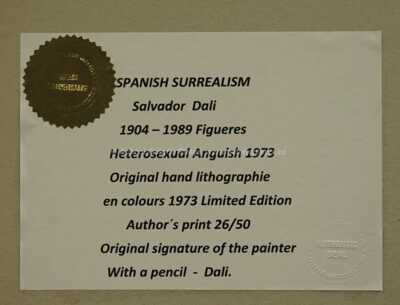 SPANISH SURREALISM
Salvador Dali
1904 – 1989 Figueres
Heterosexual Anguish 1973
Original hand lithographie
en colours 1973 Limited Edition
Author´s print 26/50
Original signature of the painter
With a pencil - Dali.